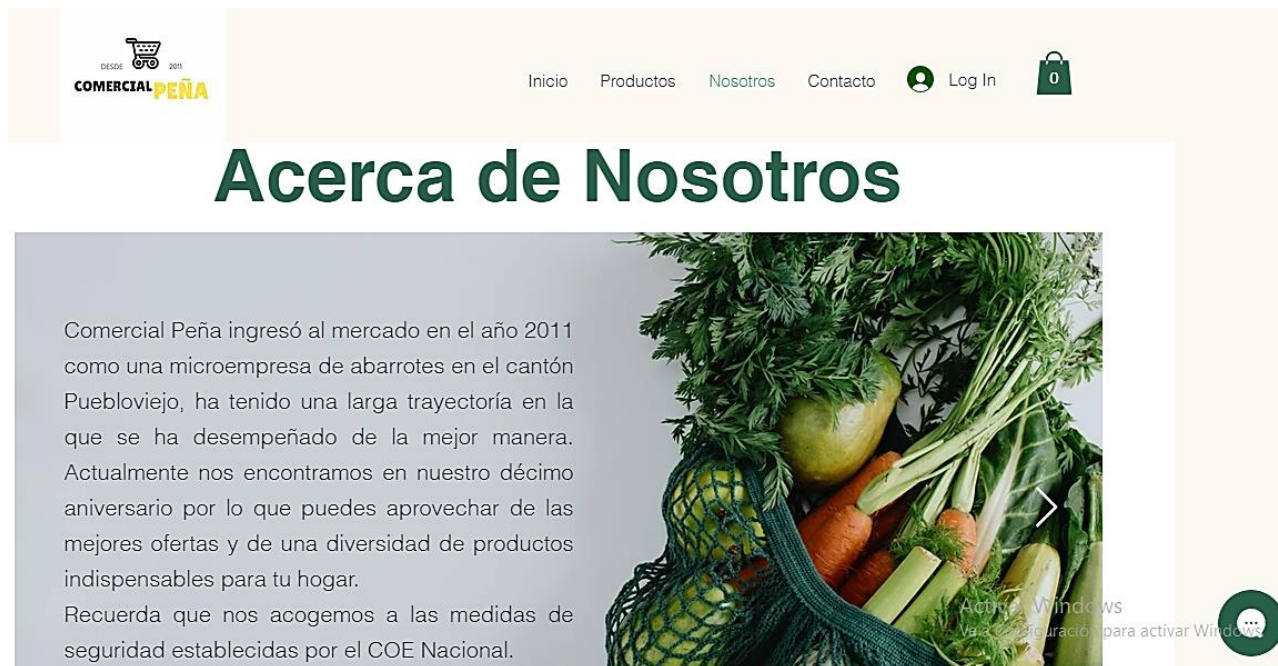 DESDE 2011
COMERCIAL PEÑA
Inicio Productos Nosotros Contacto Log In 0
Acerca de Nosotros
Comercial Peña ingresó al mercado en el año 2011
como una microempresa de abarrotes en el cantón
Puebloviejo, ha tenido una larga trayectoría en la
que se ha desempeñado de la mejor manera.
Actualmente nos encontramos en nuestro décimo
aniversario por lo que puedes aprovechar de las
mejores ofertas y de una diversidad de productos
indispensables para tu hogar.
Recuerda que nos acogemos a las medidas de
seguridad establecidas por el COE Nacional.
Activar Windows
Ve a Configuración para activar Windows.